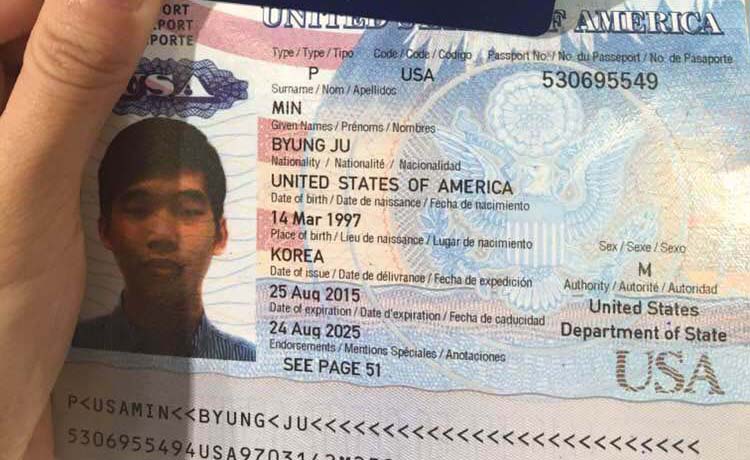 PORT
PORT
PORTE
UNITED OF AMERICA
USA
Type / Type / Tipo Code / Code / Código Passport No. / No. du Passeport / No. de Pasaporte
P USA 530695549
Surname / Nom / Apellidos
MIN
Given Names / Prénoms / Nombres
BYUNG JU
Nationality / Nationalité / Nacionalidad
UNITED STATES OF AMERICA
Date of birth / Date de naissance / Fecha de nacimiento
14 Mar 1997
Place of birth / Lieu de naissance / Lugar de nacimiento
KOREA
Sex / Sexe / Sexo
M
Date of issue / Date de délivrance / Fecha de expedición
25 Aug 2015
Authority / Autorité / Autoridad
United States
Department of State
Date of expiration / Date d'expiration / Fecha de caducidad
24 Aug 2025
Endorsements / Mentions Spéciales / Anotaciones
SEE PAGE 51
USA
P<USAMIN<<BYUNG<JU<<<<<<<<<<<<<<<<<<<<<<<<<<